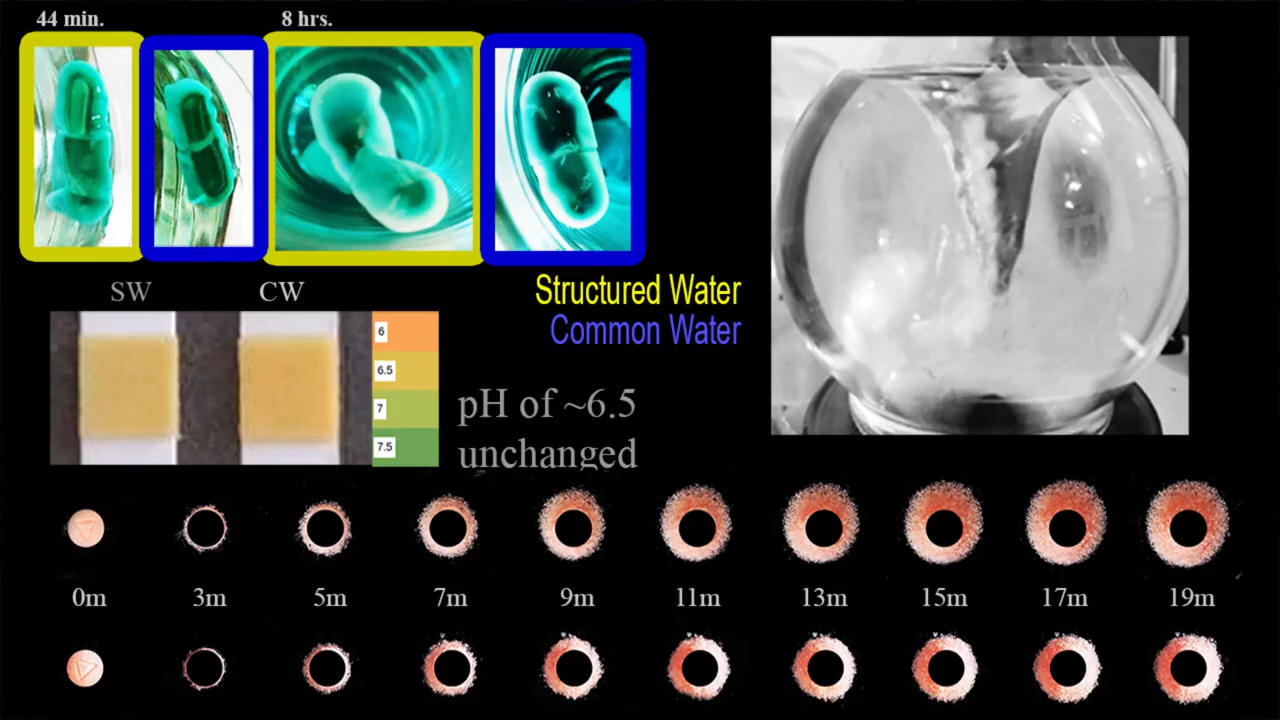 44 min.
8 hrs.
Structured Water
Common Water
SW
CW
6
6.5
7
7.5
pH of ~6.5
unchanged
0m
3m
5m
7m
9m
11m
13m
15m
17m
19m